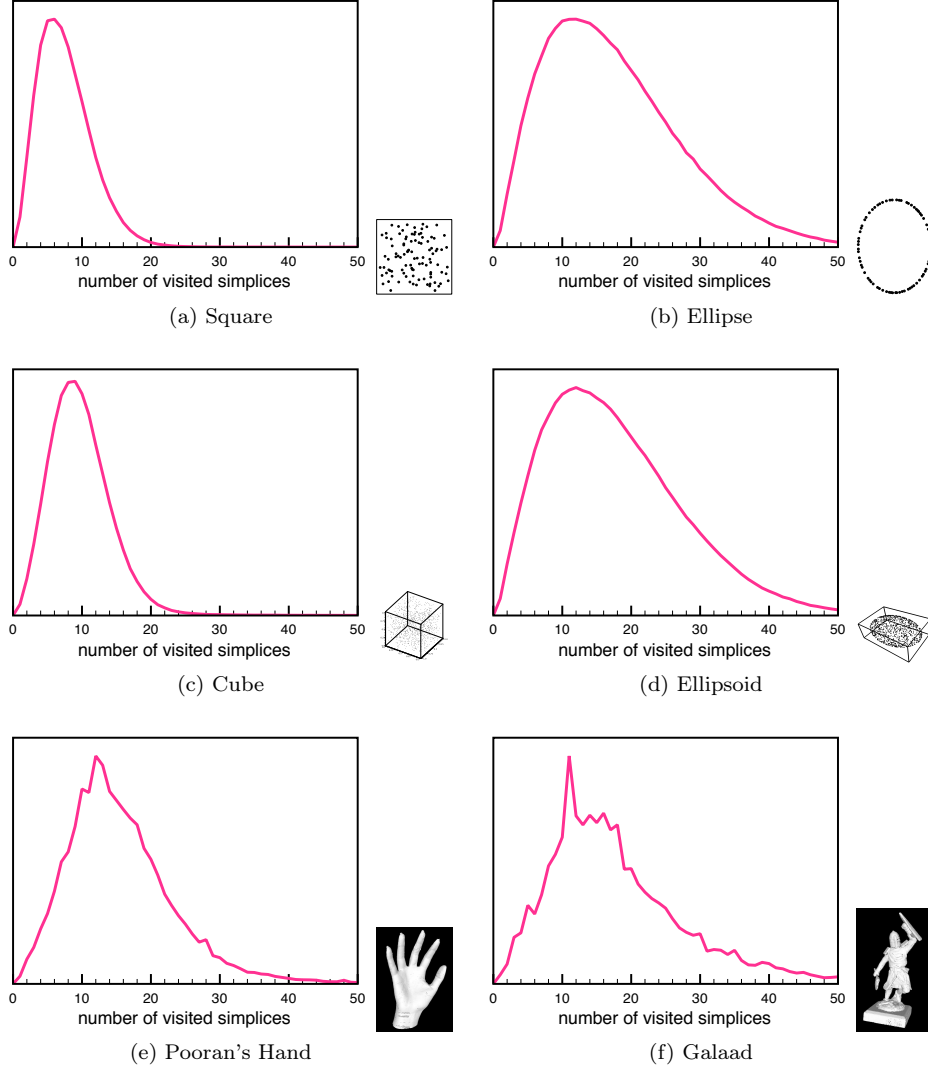 0 10 20 30 40 50
number of visited simplices
(a) Square
0 10 20 30 40 50
number of visited simplices
(b) Ellipse
0 10 20 30 40 50
number of visited simplices
(c) Cube
0 10 20 30 40 50
number of visited simplices
(d) Ellipsoid
0 10 20 30 40 50
number of visited simplices
(e) Pooran's Hand
0 10 20 30 40 50
number of visited simplices
(f) Galaad